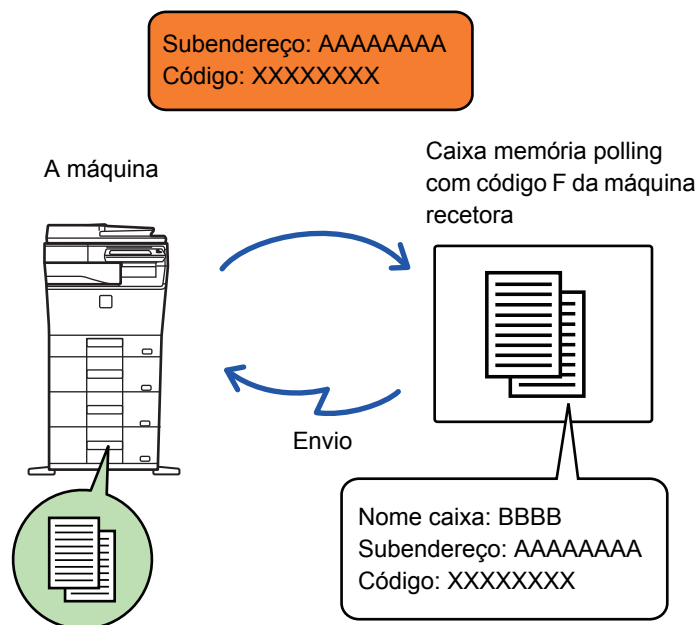 Subendereço: AAAAAAAA
Código: XXXXXXXX
A máquina
Caixa memória polling
com código F da máquina
recetora
Envio
Nome caixa: BBBB
Subendereço: AAAAAAAA
Código: XXXXXXXX